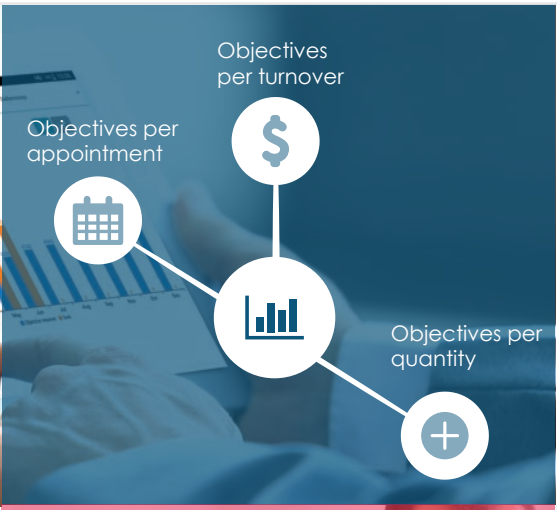 Objectives
per turnover
Objectives per
appointment
Objectives per
quantity